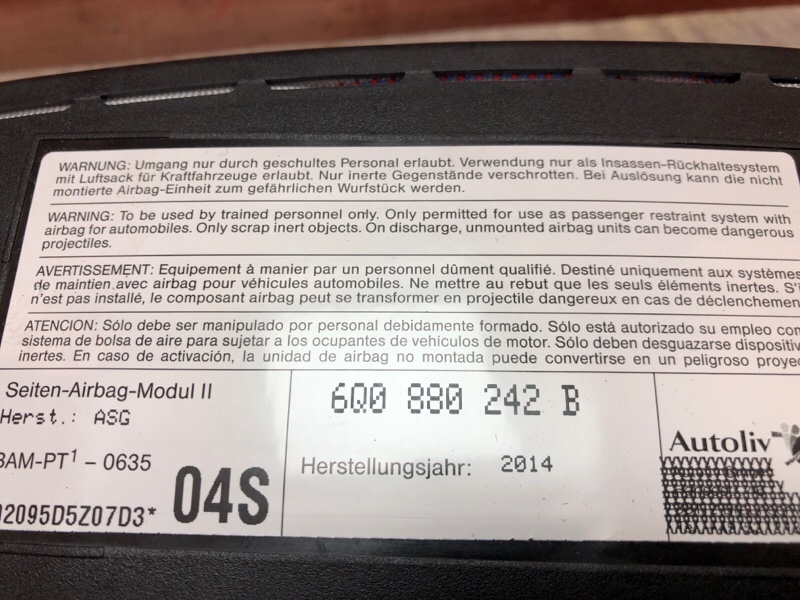 WARNUNG: Umgang nur durch geschultes Personal erlaubt. Verwendung nur als Insassen-Rückhaltesystem
mit Luftsack für Kraftfahrzeuge erlaubt. Nur inerte Gegenstände verschrotten. Bei Auslösung kann die nicht
montierte Airbag-Einheit zum gefährlichen Wurfstück werden.
WARNING: To be used by trained personnel only. Only permitted for use as passenger restraint system with
airbag for automobiles. Only scrap inert objects. On discharge, unmounted airbag units can become dangerous
projectiles.
AVERTISSEMENT: Equipement à manier par un personnel dûment qualifié. Destiné uniquement aux systèmes
de maintien avec airbag pour véhicules automobiles. Ne mettre au rebut que les seuls éléments inertes. S'i
n'est pas installé, le composant airbag peut se transformer en projectile dangereux en cas de déclenchemen
ATENCION: Sólo debe ser manipulado por personal debidamente formado. Sólo está autorizado su empleo con
sistema de bolsa de aire para sujetar a los ocupantes de vehículos de motor. Sólo deben desguazarse dispositiv
inertes. En caso de activación, la unidad de airbag no montada puede convertirse en un peligroso proyec
Seiten-Airbag-Modul II
Herst.: ASG
BAM-PT1 - 0635
2095D5Z07D3*
04S
6Q0 880 242 B
Herstellungsjahr: 2014
Autoliv